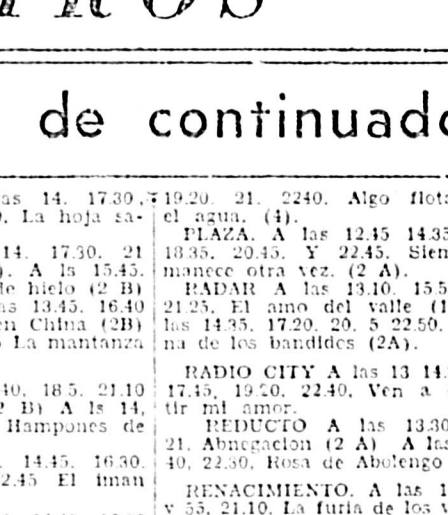 de continuado
as 14. 17.30,
La hoja sa-
14. 17.30. 21
A ls 15.45.
de hielo (2 B)
as 13.45. 16.40
en China (2B)
La mantanza
40. 18.5. 21.10
B) A ls 14,
Hampones de
14.45. 16.30.
2.45 El iman
19.20. 21. 2240. Algo flota
el agua. (4).
PLAZA. A las 12.45 14.35
18.35. 20.45. Y 22.45. Sien
manece otra vez. (2 A).
RADAR A las 13.10. 15.5
21.25. El amo del valle (1
las 14.35. 17.20. 20. 5 22.50.
na de los bandidos (2A).
RADIO CITY A las 13 14.
17.45, 19.20. 22.40. Ven a
tir mi amor.
REDUCTO A las 13.30
21. Abnegacion (2 A) A las
40, 22.30, Rosa de Abolengo
RENACIMIENTO. A las 1
y 55. 21.10. La furia de los